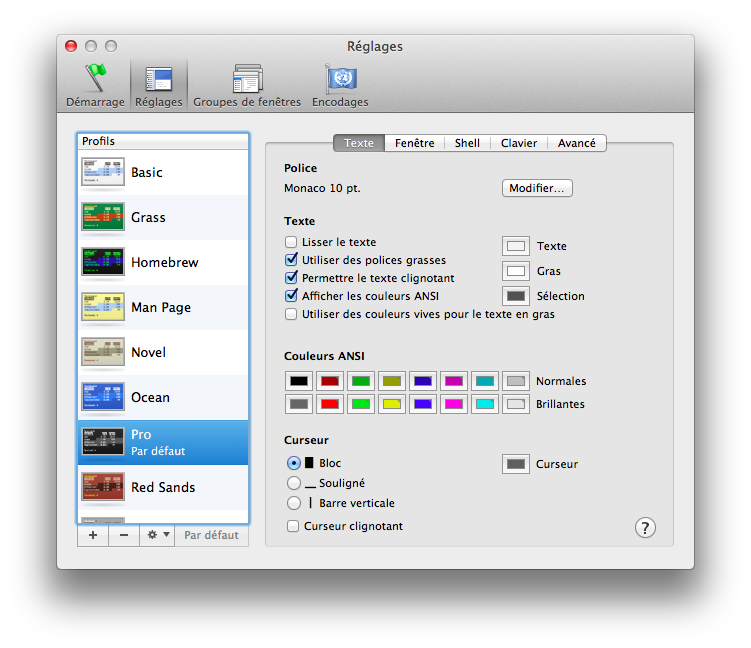 Réglages
Démarrage
Réglages
Groupes de fenêtres
Encodages
Profils
Basic
Grass
Homebrew
Man Page
Novel
Ocean
Pro
Par défaut
Red Sands
+ − Par défaut
Texte Fenêtre Shell Clavier Avancé
Police
Monaco 10 pt.
Modifier...
Texte
Lisser le texte
Utiliser des polices grasses
Permettre le texte clignotant
Afficher les couleurs ANSI
Utiliser des couleurs vives pour le texte en gras
Texte
Gras
Sélection
Couleurs ANSI
Normales
Brillantes
Curseur
Bloc
Souligné
Barre verticale
Curseur clignotant
Curseur
?